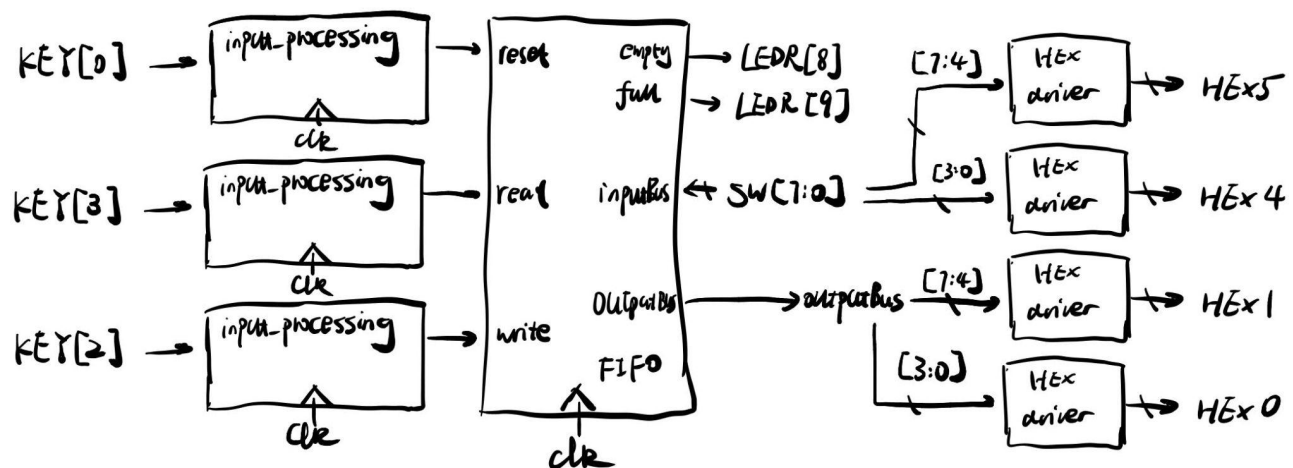 KEY[0]
input_processing
clk
KEY[3]
input_processing
clk
KEY[2]
input_processing
clk
reset
read
write
empty
full
inputBus
outputBus
FIFO
clk
LEDR[8]
LEDR[9]
SW[7:0]
outputBus
[7:4]
HEX
driver
HEX5
[3:0]
HEX
driver
HEX4
[7:4]
HEX
driver
HEX1
[3:0]
HEX
driver
HEX0